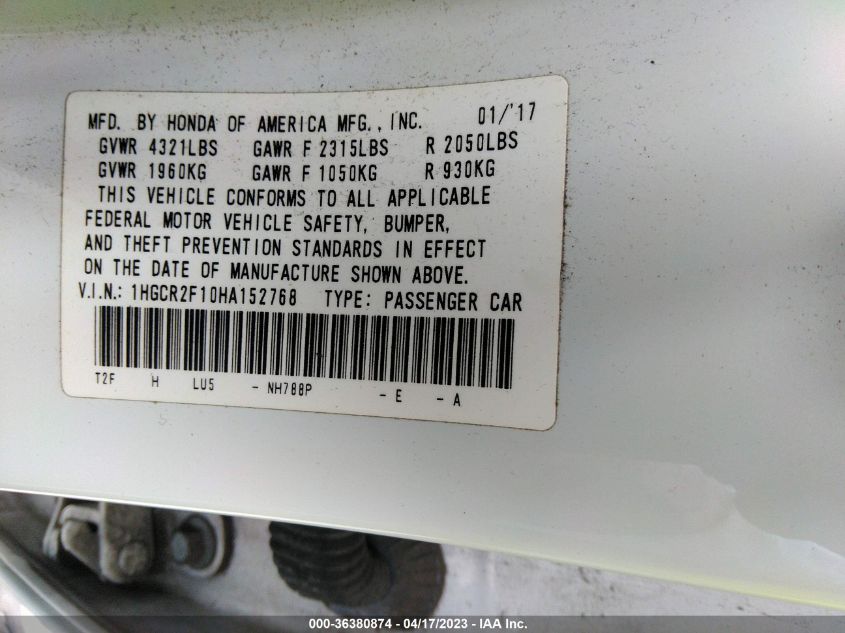 MFD. BY HONDA OF AMERICA MFG., INC. 01/'17
GVWR 4321LBS GAWR F 2315LBS R 2050LBS
GVWR 1960KG GAWR F 1050KG R 930KG
THIS VEHICLE CONFORMS TO ALL APPLICABLE
FEDERAL MOTOR VEHICLE SAFETY, BUMPER,
AND THEFT PREVENTION STANDARDS IN EFFECT
ON THE DATE OF MANUFACTURE SHOWN ABOVE.
V.I.N.: 1HGCR2F10HA152768 TYPE: PASSENGER CAR
T2F H LU5 - NH788P - E - A
000-36380874 - 04/17/2023 - IAA Inc.